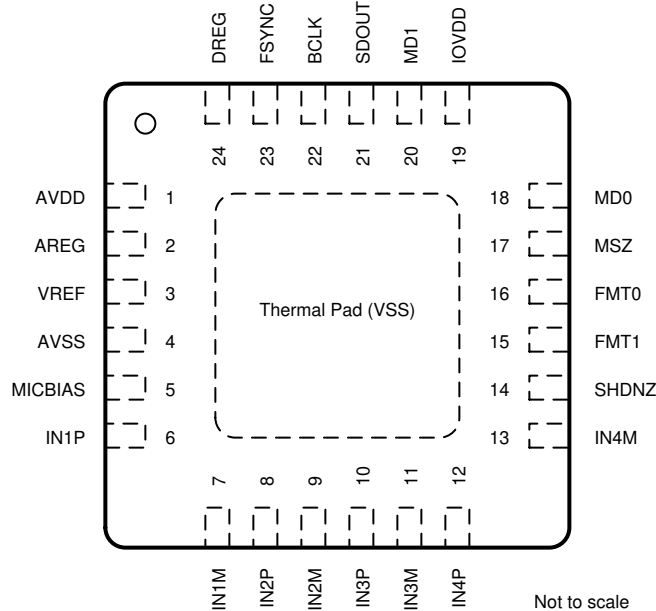 DREG FSYNC BCLK SDOUT MD1 IOVDD
24 23 22 21 20 19
AVDD 1 18 MD0
AREG 2 17 MSZ
VREF 3 16 FMT0
Thermal Pad (VSS)
AVSS 4 15 FMT1
MICBIAS 5 14 SHDNZ
IN1P 6 13 IN4M
7 8 9 10 11 12
IN1M IN2P IN2M IN3P IN3M IN4P
Not to scale